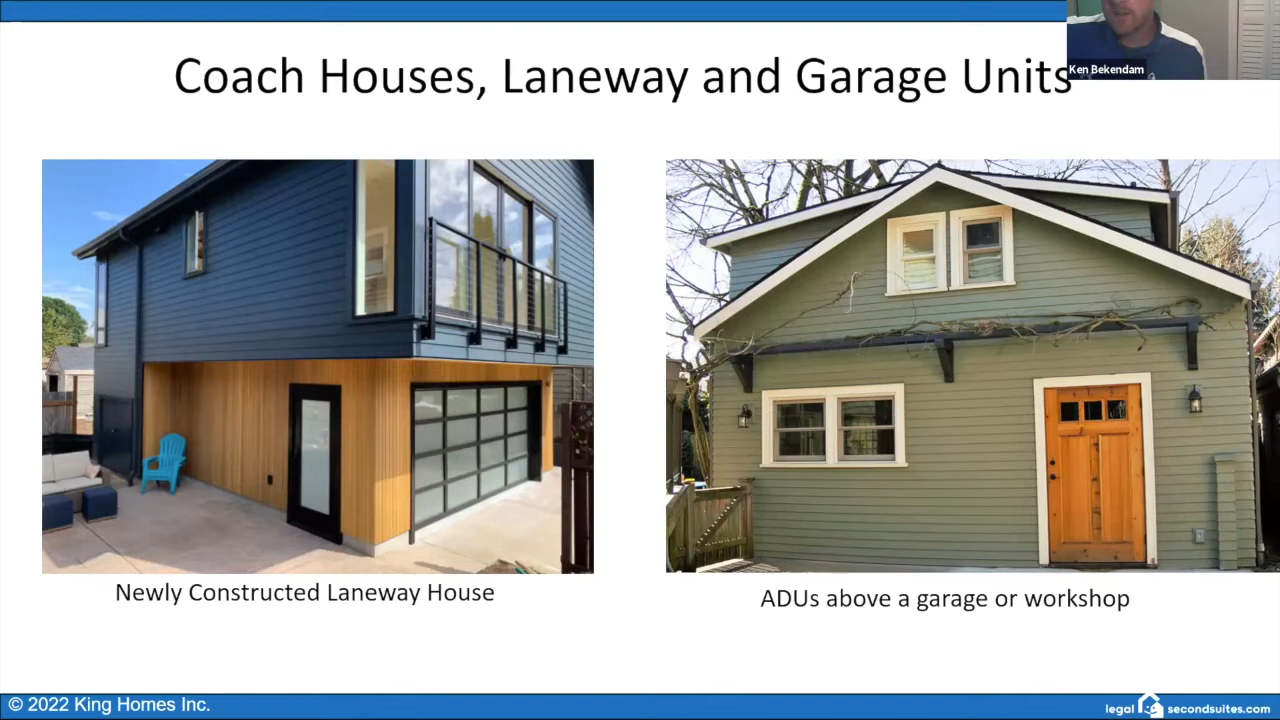 Coach Houses, Laneway and Garage Units
Ken Bekendam
Newly Constructed Laneway House
ADUs above a garage or workshop
© 2022 King Homes Inc.
legal secondsuites.com